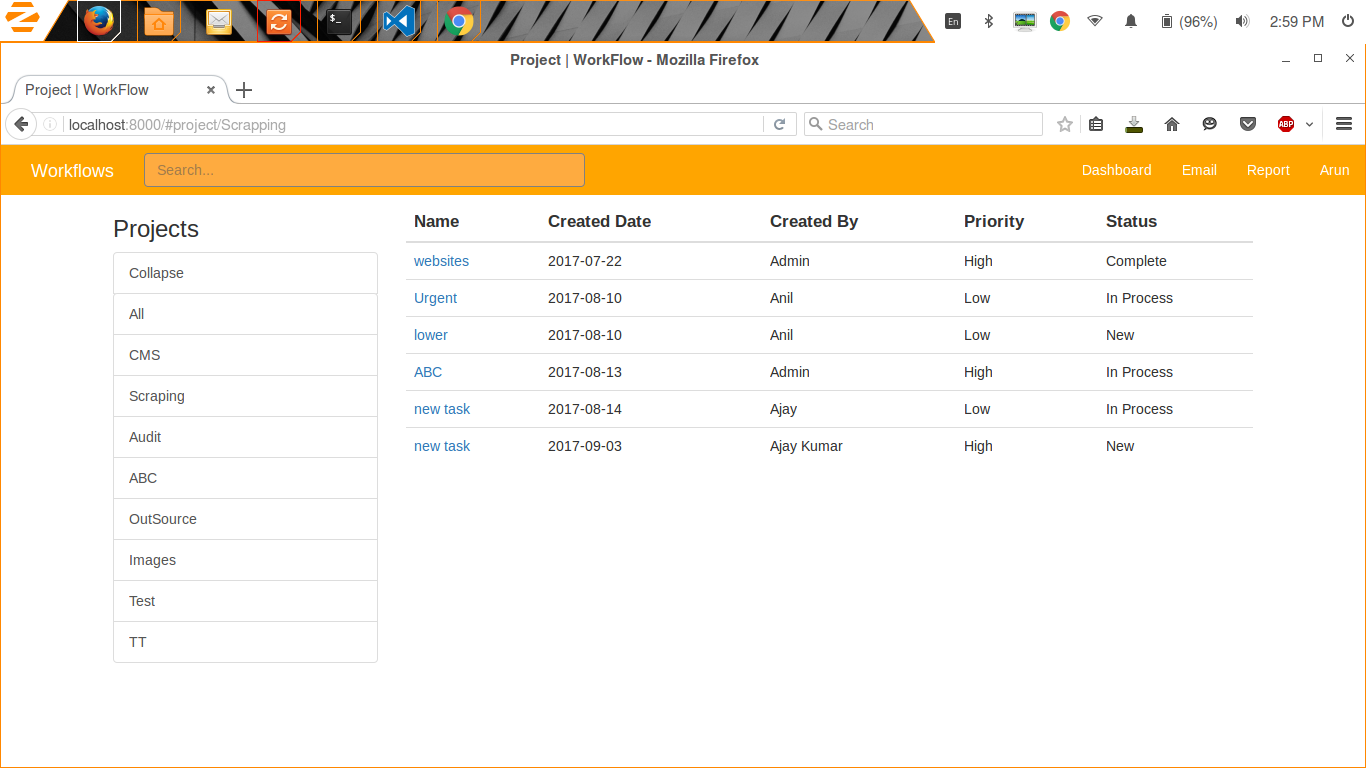 En (96%) 2:59 PM
Project | WorkFlow - Mozilla Firefox
Project | WorkFlow
localhost:8000/#project/Scrapping Search ABP
Workflows Search... Dashboard Email Report Arun
Projects
Collapse
All
CMS
Scraping
Audit
ABC
OutSource
Images
Test
TT
Name Created Date Created By Priority Status
websites 2017-07-22 Admin High Complete
Urgent 2017-08-10 Anil Low In Process
lower 2017-08-10 Anil Low New
ABC 2017-08-13 Admin High In Process
new task 2017-08-14 Ajay Low In Process
new task 2017-09-03 Ajay Kumar High New